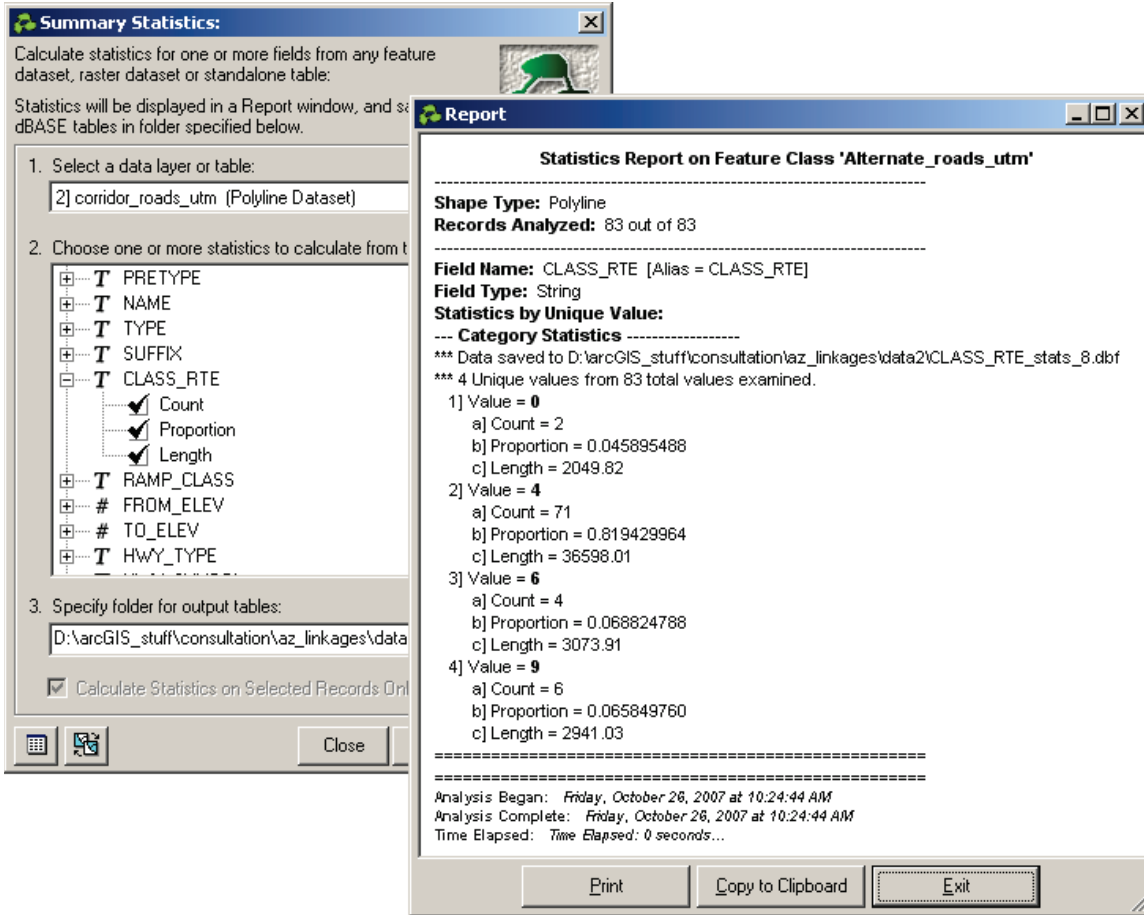 Summary Statistics:
Calculate statistics for one or more fields from any feature
dataset, raster dataset or standalone table:
Statistics will be displayed in a Report window, and
dBASE tables in folder specified below.
1. Select a data layer or table:
2] corridor_roads_utm (Polyline Dataset)
2. Choose one or more statistics to calculate from
T PRETYPE
T NAME
T TYPE
T SUFFIX
T CLASS_RTE
Count
Proportion
Length
T RAMP_CLASS
# FROM_ELEV
# TO_ELEV
T HWY_TYPE
3. Specify folder for output tables:
D:\arcGIS_stuff\consultation\az_linkages\data
Calculate Statistics on Selected Records
Close
Report
Statistics Report on Feature Class 'Alternate_roads_utm'
------------------------------------------------------------------------------
Shape Type: Polyline
Records Analyzed: 83 out of 83
------------------------------------------------------------------------------
Field Name: CLASS_RTE [Alias = CLASS_RTE]
Field Type: String
Statistics by Unique Value:
--- Category Statistics ------------------
*** Data saved to D:\arcGIS_stuff\consultation\az_linkages\data2\CLASS_RTE_stats_8.dbf
*** 4 Unique values from 83 total values examined.
1] Value = 0
a] Count = 2
b] Proportion = 0.045895488
c] Length = 2049.82
2] Value = 4
a] Count = 71
b] Proportion = 0.819429964
c] Length = 36598.01
3] Value = 6
a] Count = 4
b] Proportion = 0.068824788
c] Length = 3073.91
4] Value = 9
a] Count = 6
b] Proportion = 0.065849760
c] Length = 2941.03
====================================================
====================================================
Analysis Began: Friday, October 26, 2007 at 10:24:44 AM
Analysis Complete: Friday, October 26, 2007 at 10:24:44 AM
Time Elapsed: Time Elapsed: 0 seconds...
Print
Copy to Clipboard
Exit